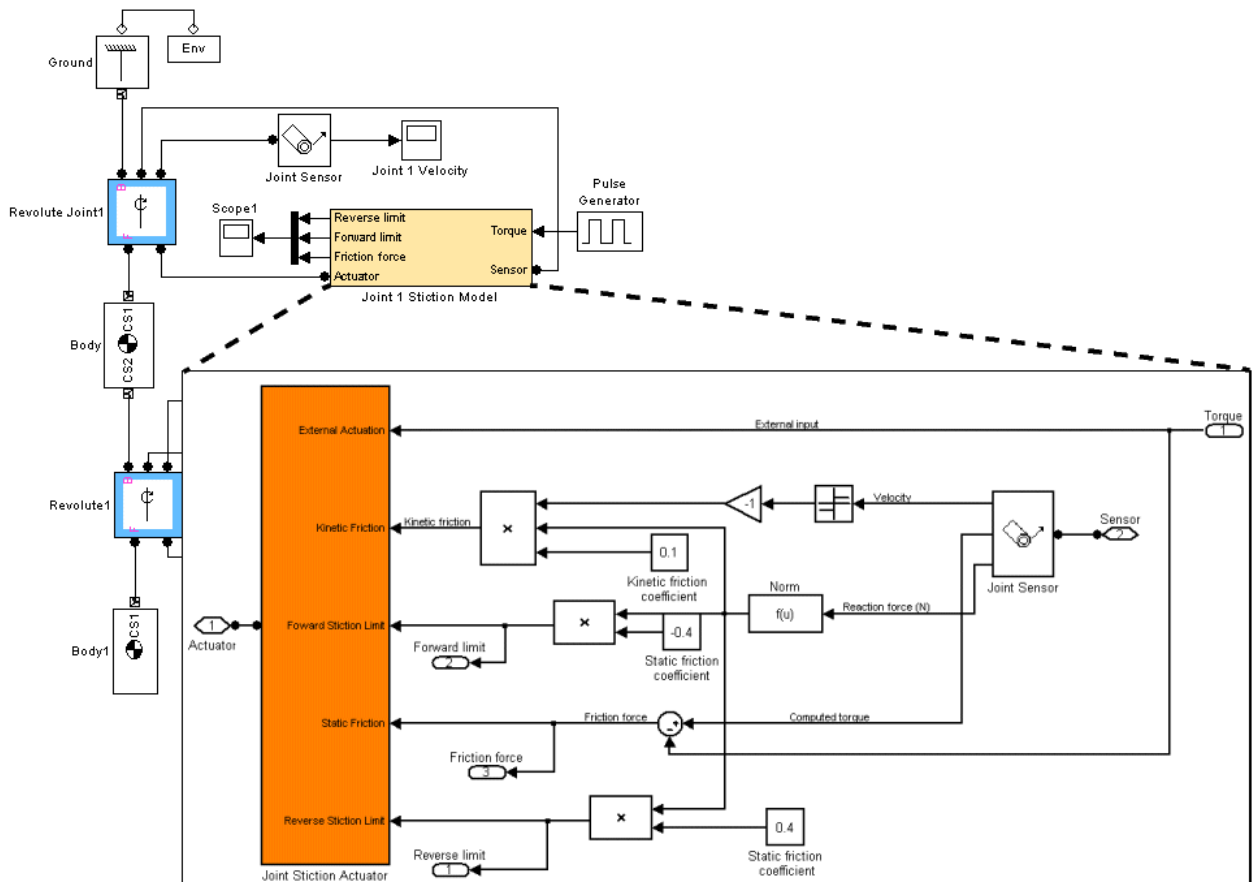 Env
Ground
Joint Sensor
Joint 1 Velocity
Pulse
Generator
B
Revolute Joint1
F
Scope1
Reverse limit
Forward limit
Friction force
Actuator
Torque
Sensor
Joint 1 Stiction Model
Body
CS1
CS2
B
Revolute1
F
Body1
CS1
External Actuation
External input
Torque
1
Kinetic Friction
Kinetic friction
×
-1
Velocity
Sensor
2
0.1
Kinetic friction
coefficient
Joint Sensor
Norm
f(u)
Reaction force (N)
1
Actuator
Foward Stiction Limit
×
-0.4
Forward limit
2
Static friction
coefficient
Static Friction
Friction force
- +
Computed torque
Friction force
3
Reverse Stiction Limit
×
0.4
Reverse limit
1
Static friction
coefficient
Joint Stiction Actuator